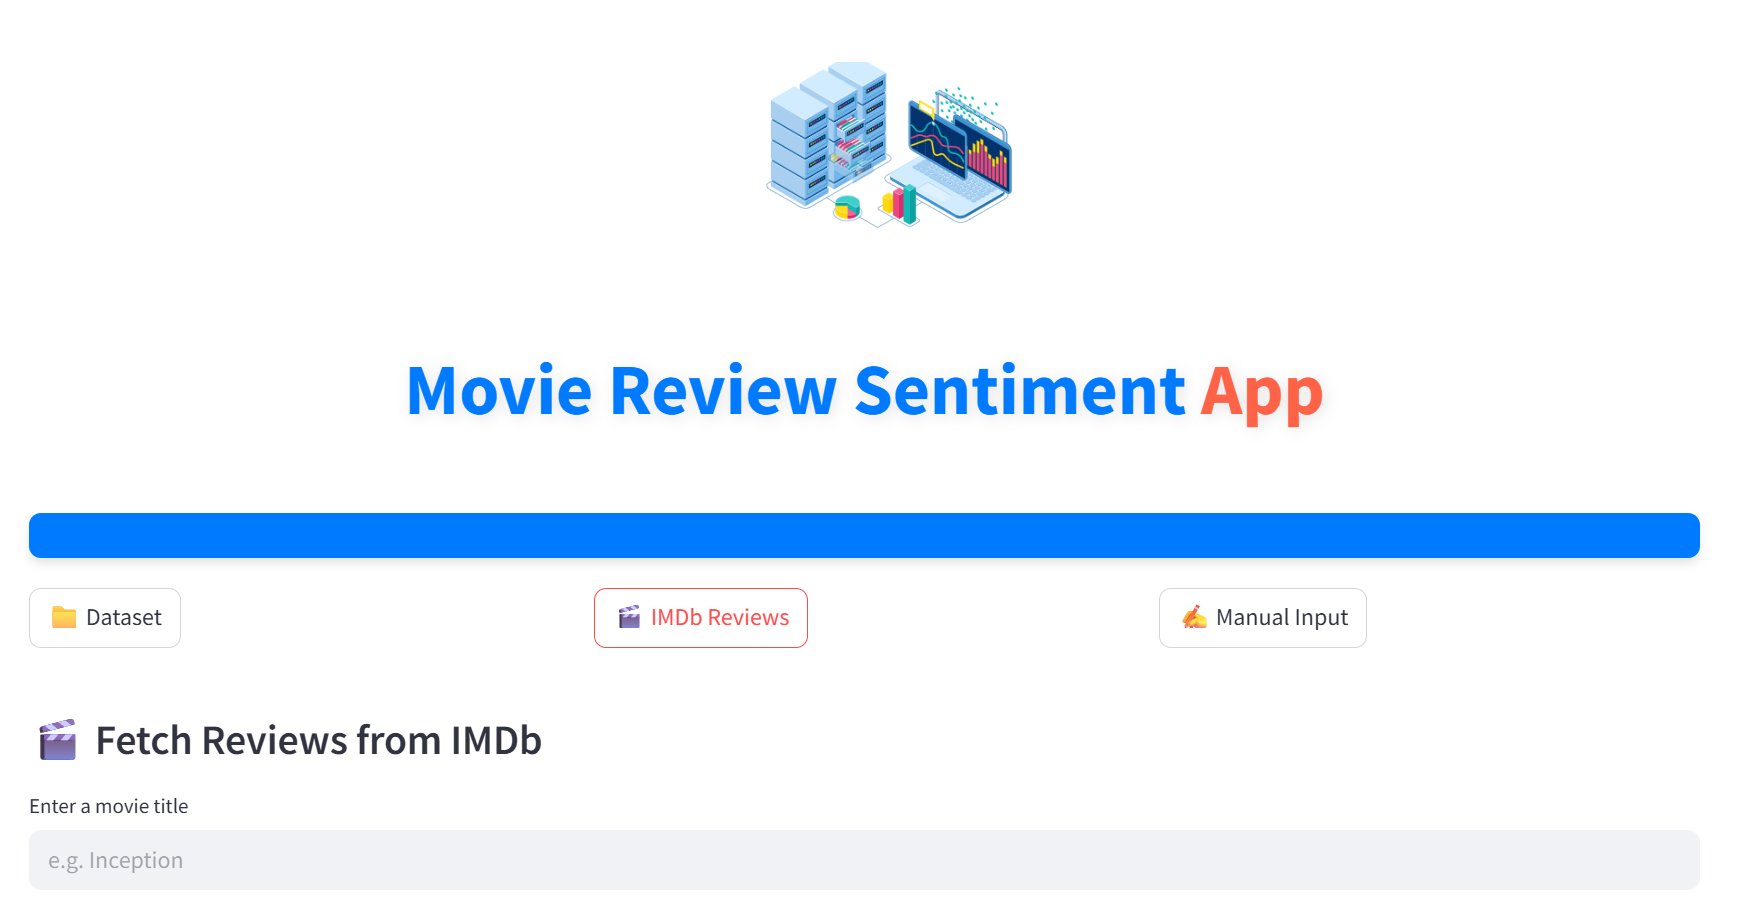 Movie Review Sentiment App
Dataset
IMDb Reviews
Manual Input
Fetch Reviews from IMDb
Enter a movie title
e.g. Inception